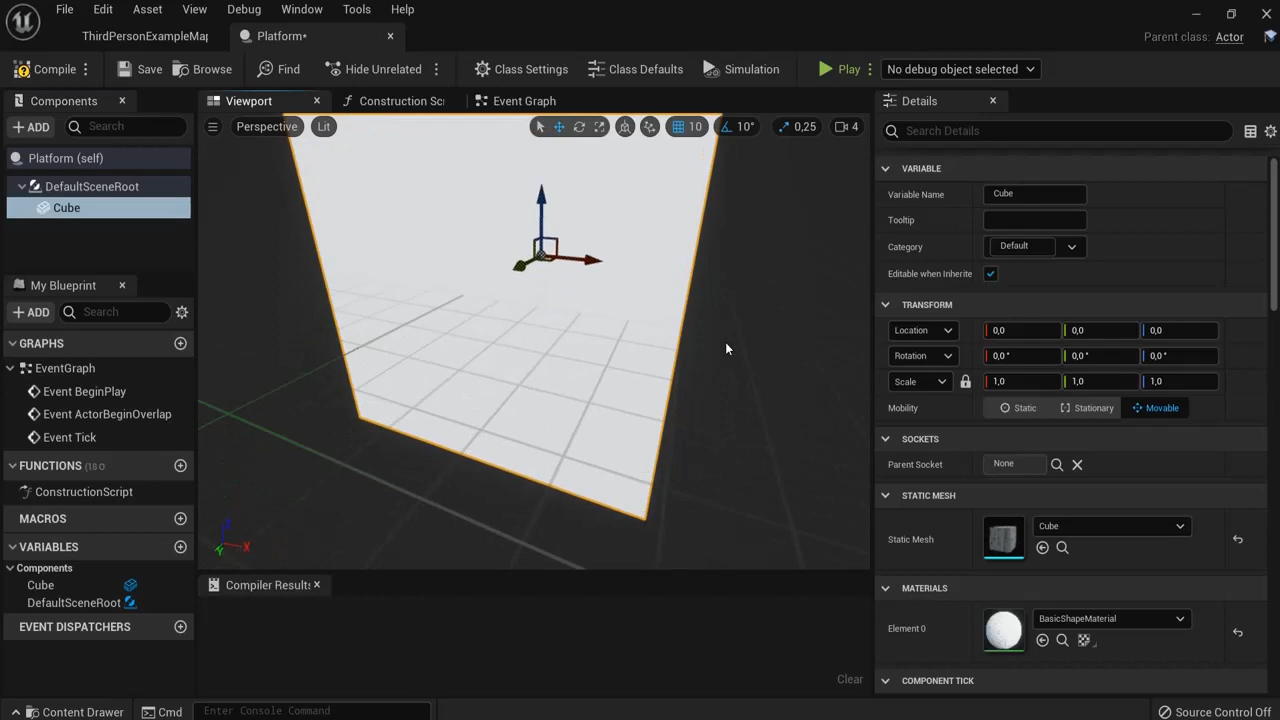 File Edit Asset View Debug Window Tools Help
ThirdPersonExampleMap
Platform*
Parent class: Actor
Compile Save Browse Find Hide Unrelated Class Settings Class Defaults Simulation Play No debug object selected
Components
ADD Search
Platform (self)
DefaultSceneRoot
Cube
My Blueprint
ADD Search
GRAPHS
EventGraph
Event BeginPlay
Event ActorBeginOverlap
Event Tick
FUNCTIONS (18 O
ConstructionScript
MACROS
VARIABLES
Components
Cube
DefaultSceneRoot
EVENT DISPATCHERS
Viewport Construction Sc Event Graph
Perspective Lit 10 10° 0,25 4
Z
X
Y
Compiler Results
Clear
Details
Search Details
VARIABLE
Variable Name Cube
Tooltip
Category Default
Editable when Inherite
TRANSFORM
Location 0,0 0,0 0,0
Rotation 0,0 ° 0,0 ° 0,0 °
Scale 1,0 1,0 1,0
Mobility Static Stationary Movable
SOCKETS
Parent Socket None
STATIC MESH
Static Mesh Cube
MATERIALS
Element 0 BasicShapeMaterial
COMPONENT TICK
Content Drawer Cmd Enter Console Command Source Control Off